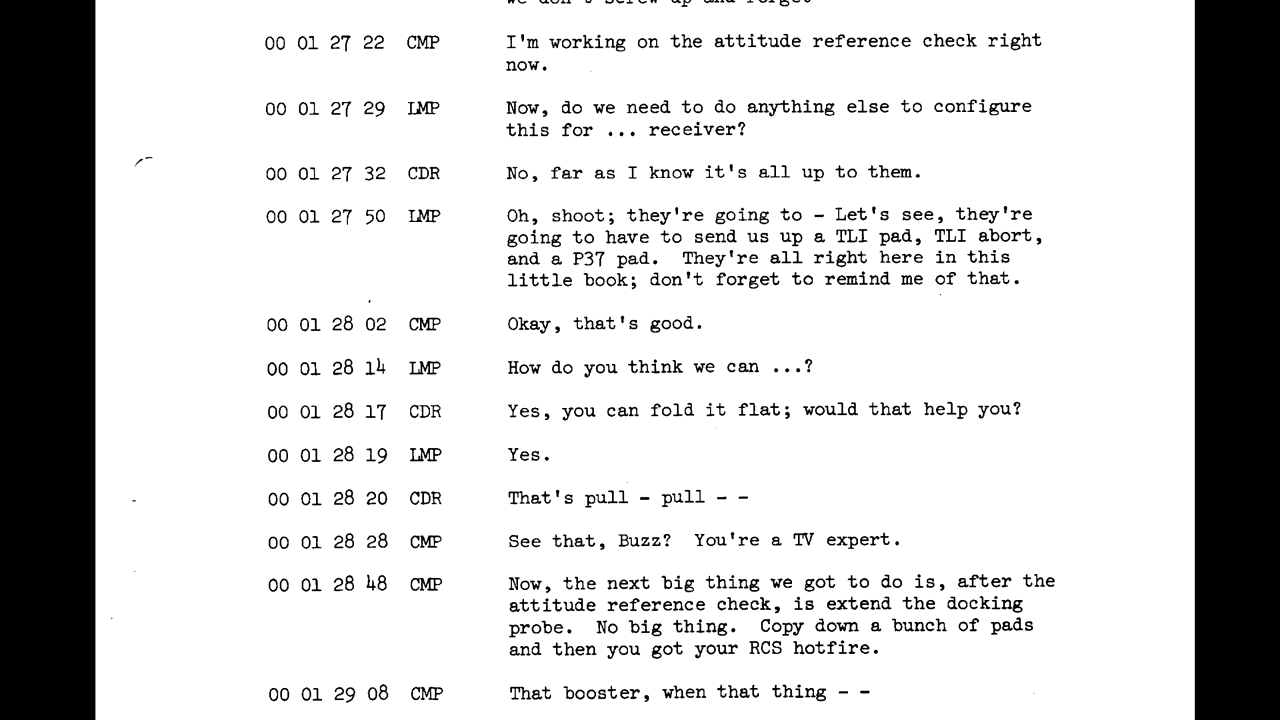 we don't screw up and forget
00 01 27 22 CMP I'm working on the attitude reference check right
now.
00 01 27 29 LMP Now, do we need to do anything else to configure
this for ... receiver?
00 01 27 32 CDR No, far as I know it's all up to them.
00 01 27 50 LMP Oh, shoot; they're going to - Let's see, they're
going to have to send us up a TLI pad, TLI abort,
and a P37 pad. They're all right here in this
little book; don't forget to remind me of that.
00 01 28 02 CMP Okay, that's good.
00 01 28 14 LMP How do you think we can ...?
00 01 28 17 CDR Yes, you can fold it flat; would that help you?
00 01 28 19 LMP Yes.
00 01 28 20 CDR That's pull - pull - -
00 01 28 28 CMP See that, Buzz? You're a TV expert.
00 01 28 48 CMP Now, the next big thing we got to do is, after the
attitude reference check, is extend the docking
probe. No big thing. Copy down a bunch of pads
and then you got your RCS hotfire.
00 01 29 08 CMP That booster, when that thing - -